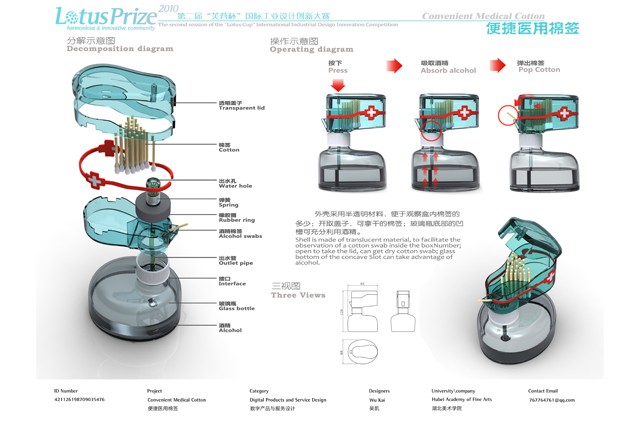 LotusPrize 2010
harmonious & innovative community
第二届“芙蓉杯”国际工业设计创新大赛
The second session of the "Lotus Cup" International Industrial Design Innovation Competition
Convenient Medical Cotton
便捷医用棉签
分解示意图
Decomposition diagram
透明盖子
Transparent lid
棉签
Cotton
出水孔
Water hole
弹簧
Spring
橡胶圈
Rubber ring
酒精棉签
Alcohol swabs
出水管
Outlet pipe
接口
Interface
玻璃瓶
Glass bottle
酒精
Alcohol
操作示意图
Operating diagram
按下
Press
吸取酒精
Absorb alcohol
弹出棉签
Pop Cotton
外壳采用半透明材料，便于观察盒内棉签的
多少；开取盖子，可拿干的棉签；玻璃瓶底部的凹
槽可充分利用酒精。
Shell is made of translucent material, to facilitate the
observation of a cotton swab inside the boxNumber;
open to take the lid, can get dry cotton swab; glass
bottom of the concave Slot can take advantage of
alcohol.
三视图
Three Views
ID Number
421126198709035476
Project
Convenient Medical Cotton
便捷医用棉签
Category
Digital Products and Service Design
数字产品与服务设计
Designers
Wu Kai
吴凯
University\company
Hubei Academy of Fine Arts
湖北美术学院
Contact Email
767764761@qq.com